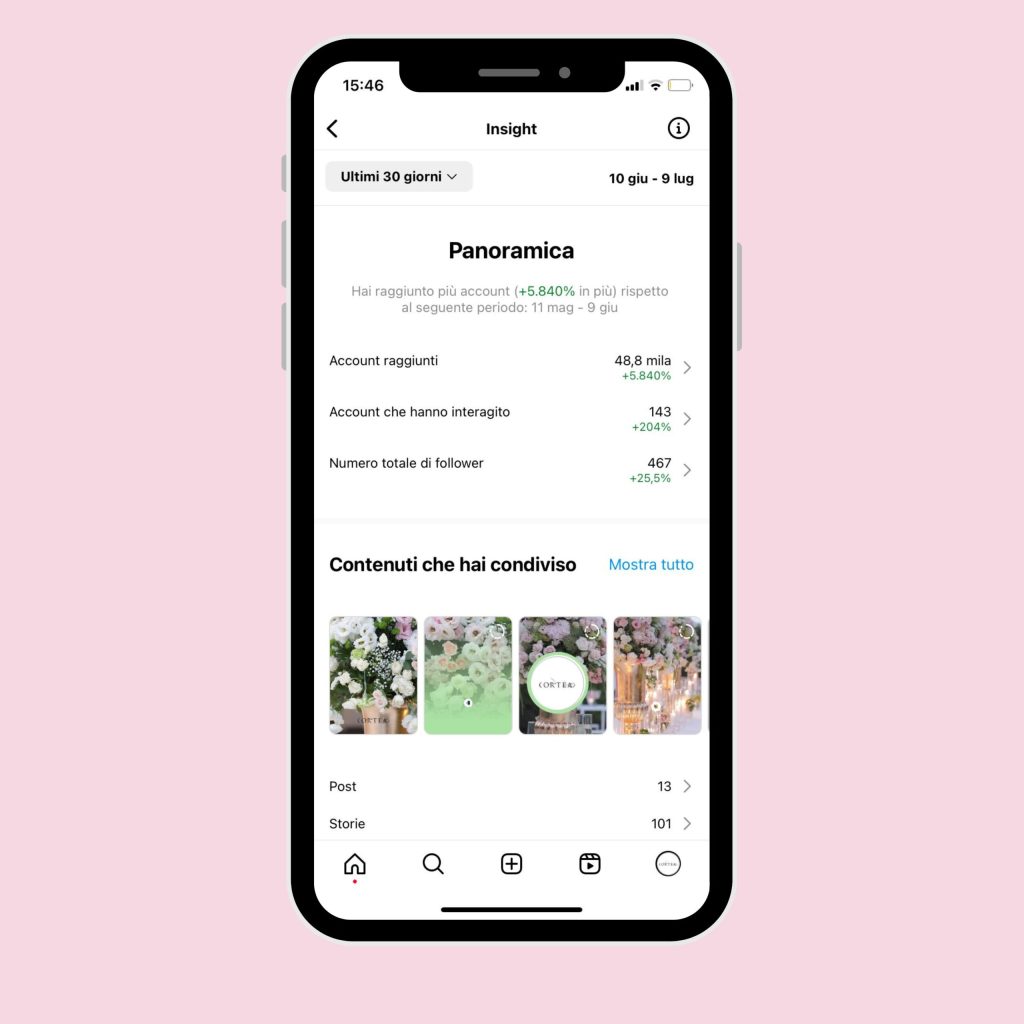 15:46
Insight
Ultimi 30 giorni
10 giu - 9 lug
Panoramica
Hai raggiunto più account (+5.840% in più) rispetto
al seguente periodo: 11 mag - 9 giu
Account raggiunti
48,8 mila
+5.840%
Account che hanno interagito
143
+204%
Numero totale di follower
467
+25,5%
Contenuti che hai condiviso
Mostra tutto
Post
13
Storie
101